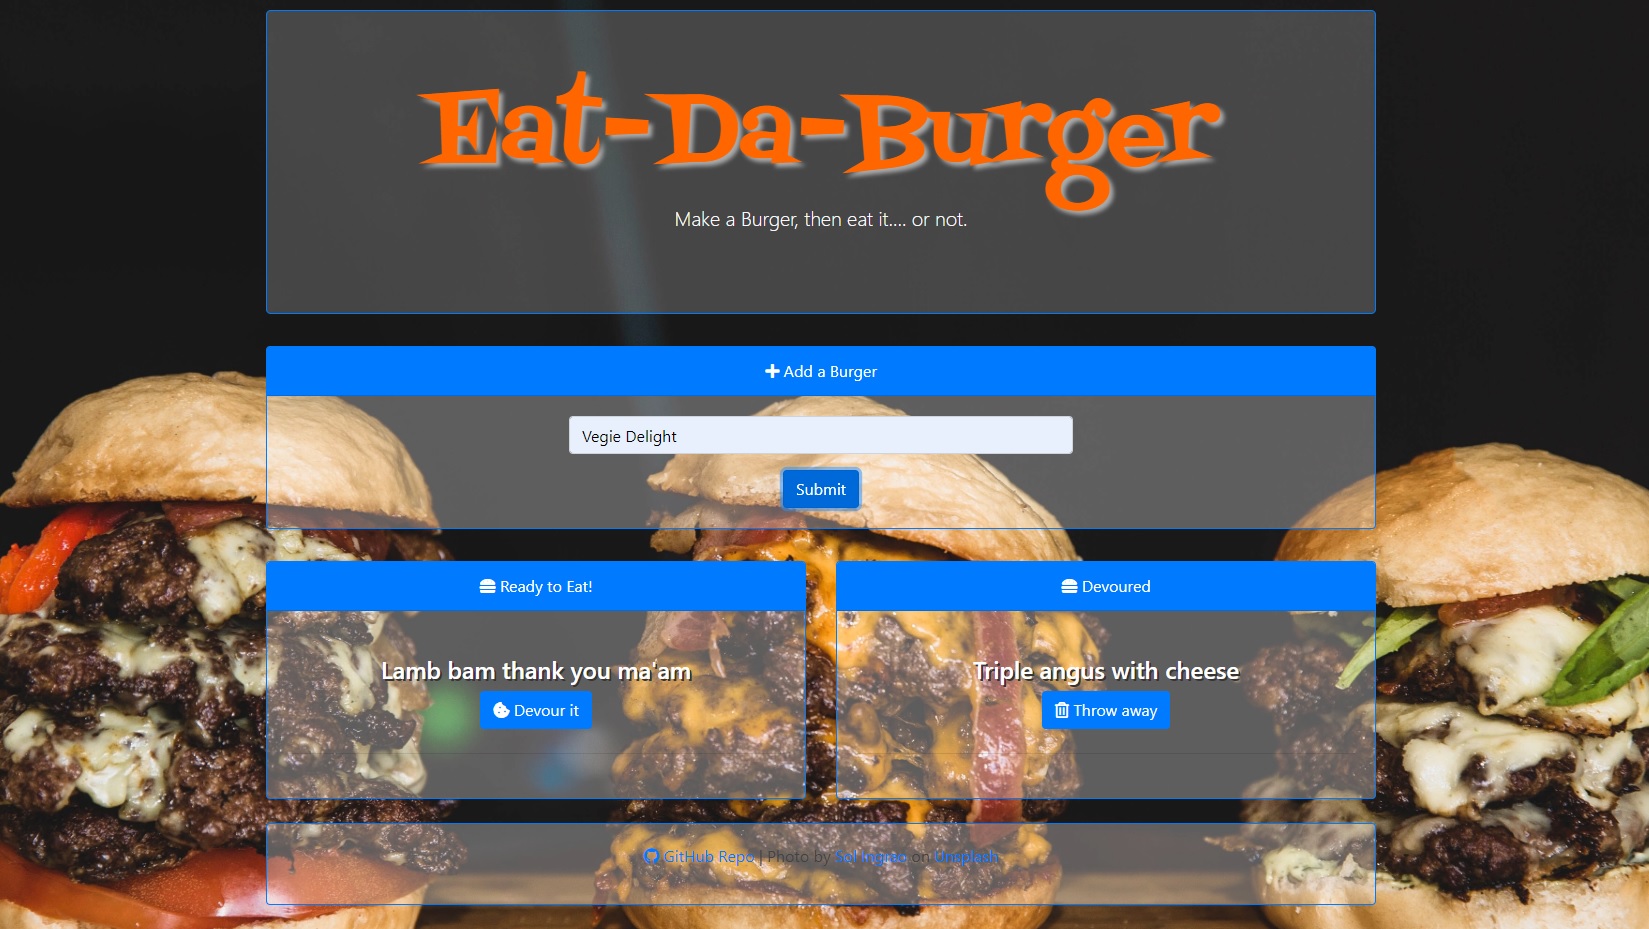 Eat-Da-Burger
Make a Burger, then eat it.... or not.
Add a Burger
Vegie Delight
Submit
Ready to Eat!
Devoured
Lamb bam thank you ma'am
Devour it
Triple angus with cheese
Throw away
GitHub Repo | Photo by Sol Ingrao on Unsplash